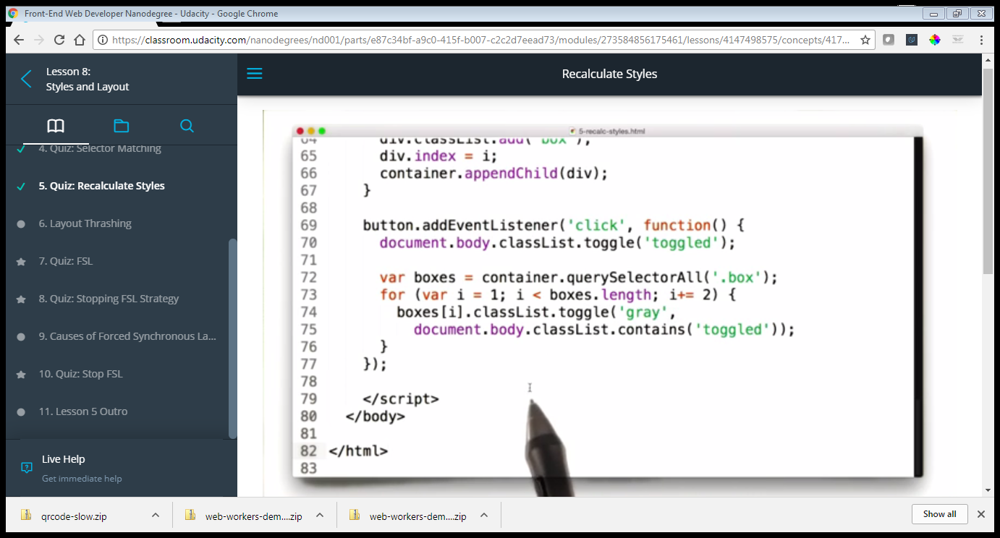 Front-End Web Developer Nanodegree - Udacity - Google Chrome
https://classroom.udacity.com/nanodegrees/nd001/parts/e87c34bf-a9c0-415f-b007-c2c2d7eead73/modules/273584856175461/lessons/4147498575/concepts/417...
Lesson 8:
Styles and Layout
4. Quiz: Selector Matching
5. Quiz: Recalculate Styles
6. Layout Thrashing
7. Quiz: FSL
8. Quiz: Stopping FSL Strategy
9. Causes of Forced Synchronous La...
10. Quiz: Stop FSL
11. Lesson 5 Outro
Live Help
Get immediate help
Recalculate Styles
5-recalc-styles.html
64 div.classList.add('box');
65 div.index = i;
66 container.appendChild(div);
67 }
68
69 button.addEventListener('click', function() {
70 document.body.classList.toggle('toggled');
71
72 var boxes = container.querySelectorAll('.box');
73 for (var i = 1; i < boxes.length; i+= 2) {
74 boxes[i].classList.toggle('gray',
75 document.body.classList.contains('toggled'));
76 }
77 });
78
79 </script>
80 </body>
81
82 </html>
83
qrcode-slow.zip
web-workers-dem....zip
web-workers-dem....zip
Show all